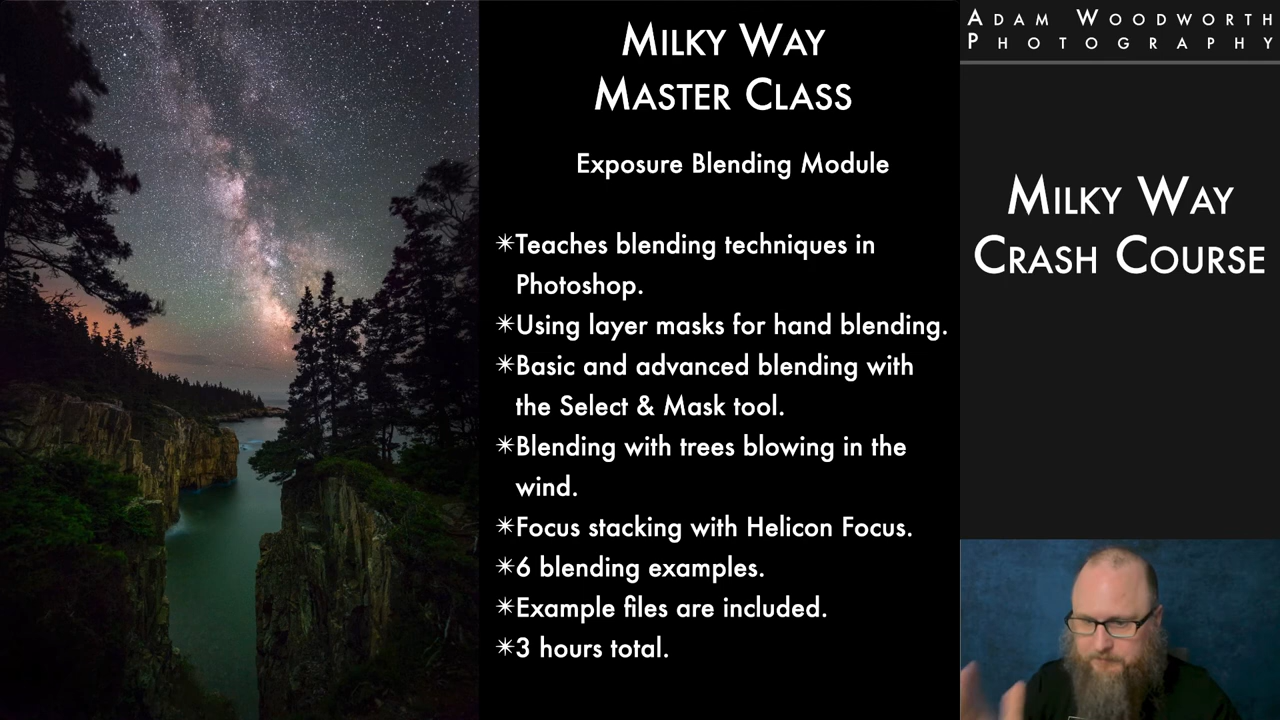 Milky Way
Master Class
Exposure Blending Module
✴Teaches blending techniques in
Photoshop.
✴Using layer masks for hand blending.
✴Basic and advanced blending with
the Select & Mask tool.
✴Blending with trees blowing in the
wind.
✴Focus stacking with Helicon Focus.
✴6 blending examples.
✴Example files are included.
✴3 hours total.
Adam Woodworth
Photography
Milky Way
Crash Course